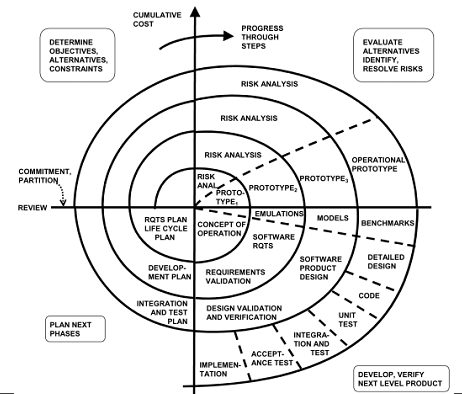 CUMULATIVE
COST
PROGRESS
THROUGH
STEPS
DETERMINE
OBJECTIVES,
ALTERNATIVES,
CONSTRAINTS
EVALUATE
ALTERNATIVES
IDENTIFY,
RESOLVE RISKS
RISK ANALYSIS
RISK ANALYSIS
RISK ANALYSIS
RISK
ANAL.
PROTO-
TYPE1
PROTOTYPE2
PROTOTYPE3
OPERATIONAL
PROTOTYPE
COMMITMENT,
PARTITION
REVIEW
RQTS PLAN
LIFE CYCLE
PLAN
CONCEPT OF
OPERATION
EMULATIONS
MODELS
BENCHMARKS
SOFTWARE
RQTS
SOFTWARE
PRODUCT
DESIGN
DETAILED
DESIGN
DEVELOP-
MENT PLAN
REQUIREMENTS
VALIDATION
CODE
INTEGRATION
AND TEST
PLAN
DESIGN VALIDATION
AND VERIFICATION
UNIT
TEST
INTEGRA-
TION AND
TEST
ACCEPT-
ANCE TEST
IMPLEMEN-
TATION
PLAN NEXT
PHASES
DEVELOP, VERIFY
NEXT LEVEL PRODUCT